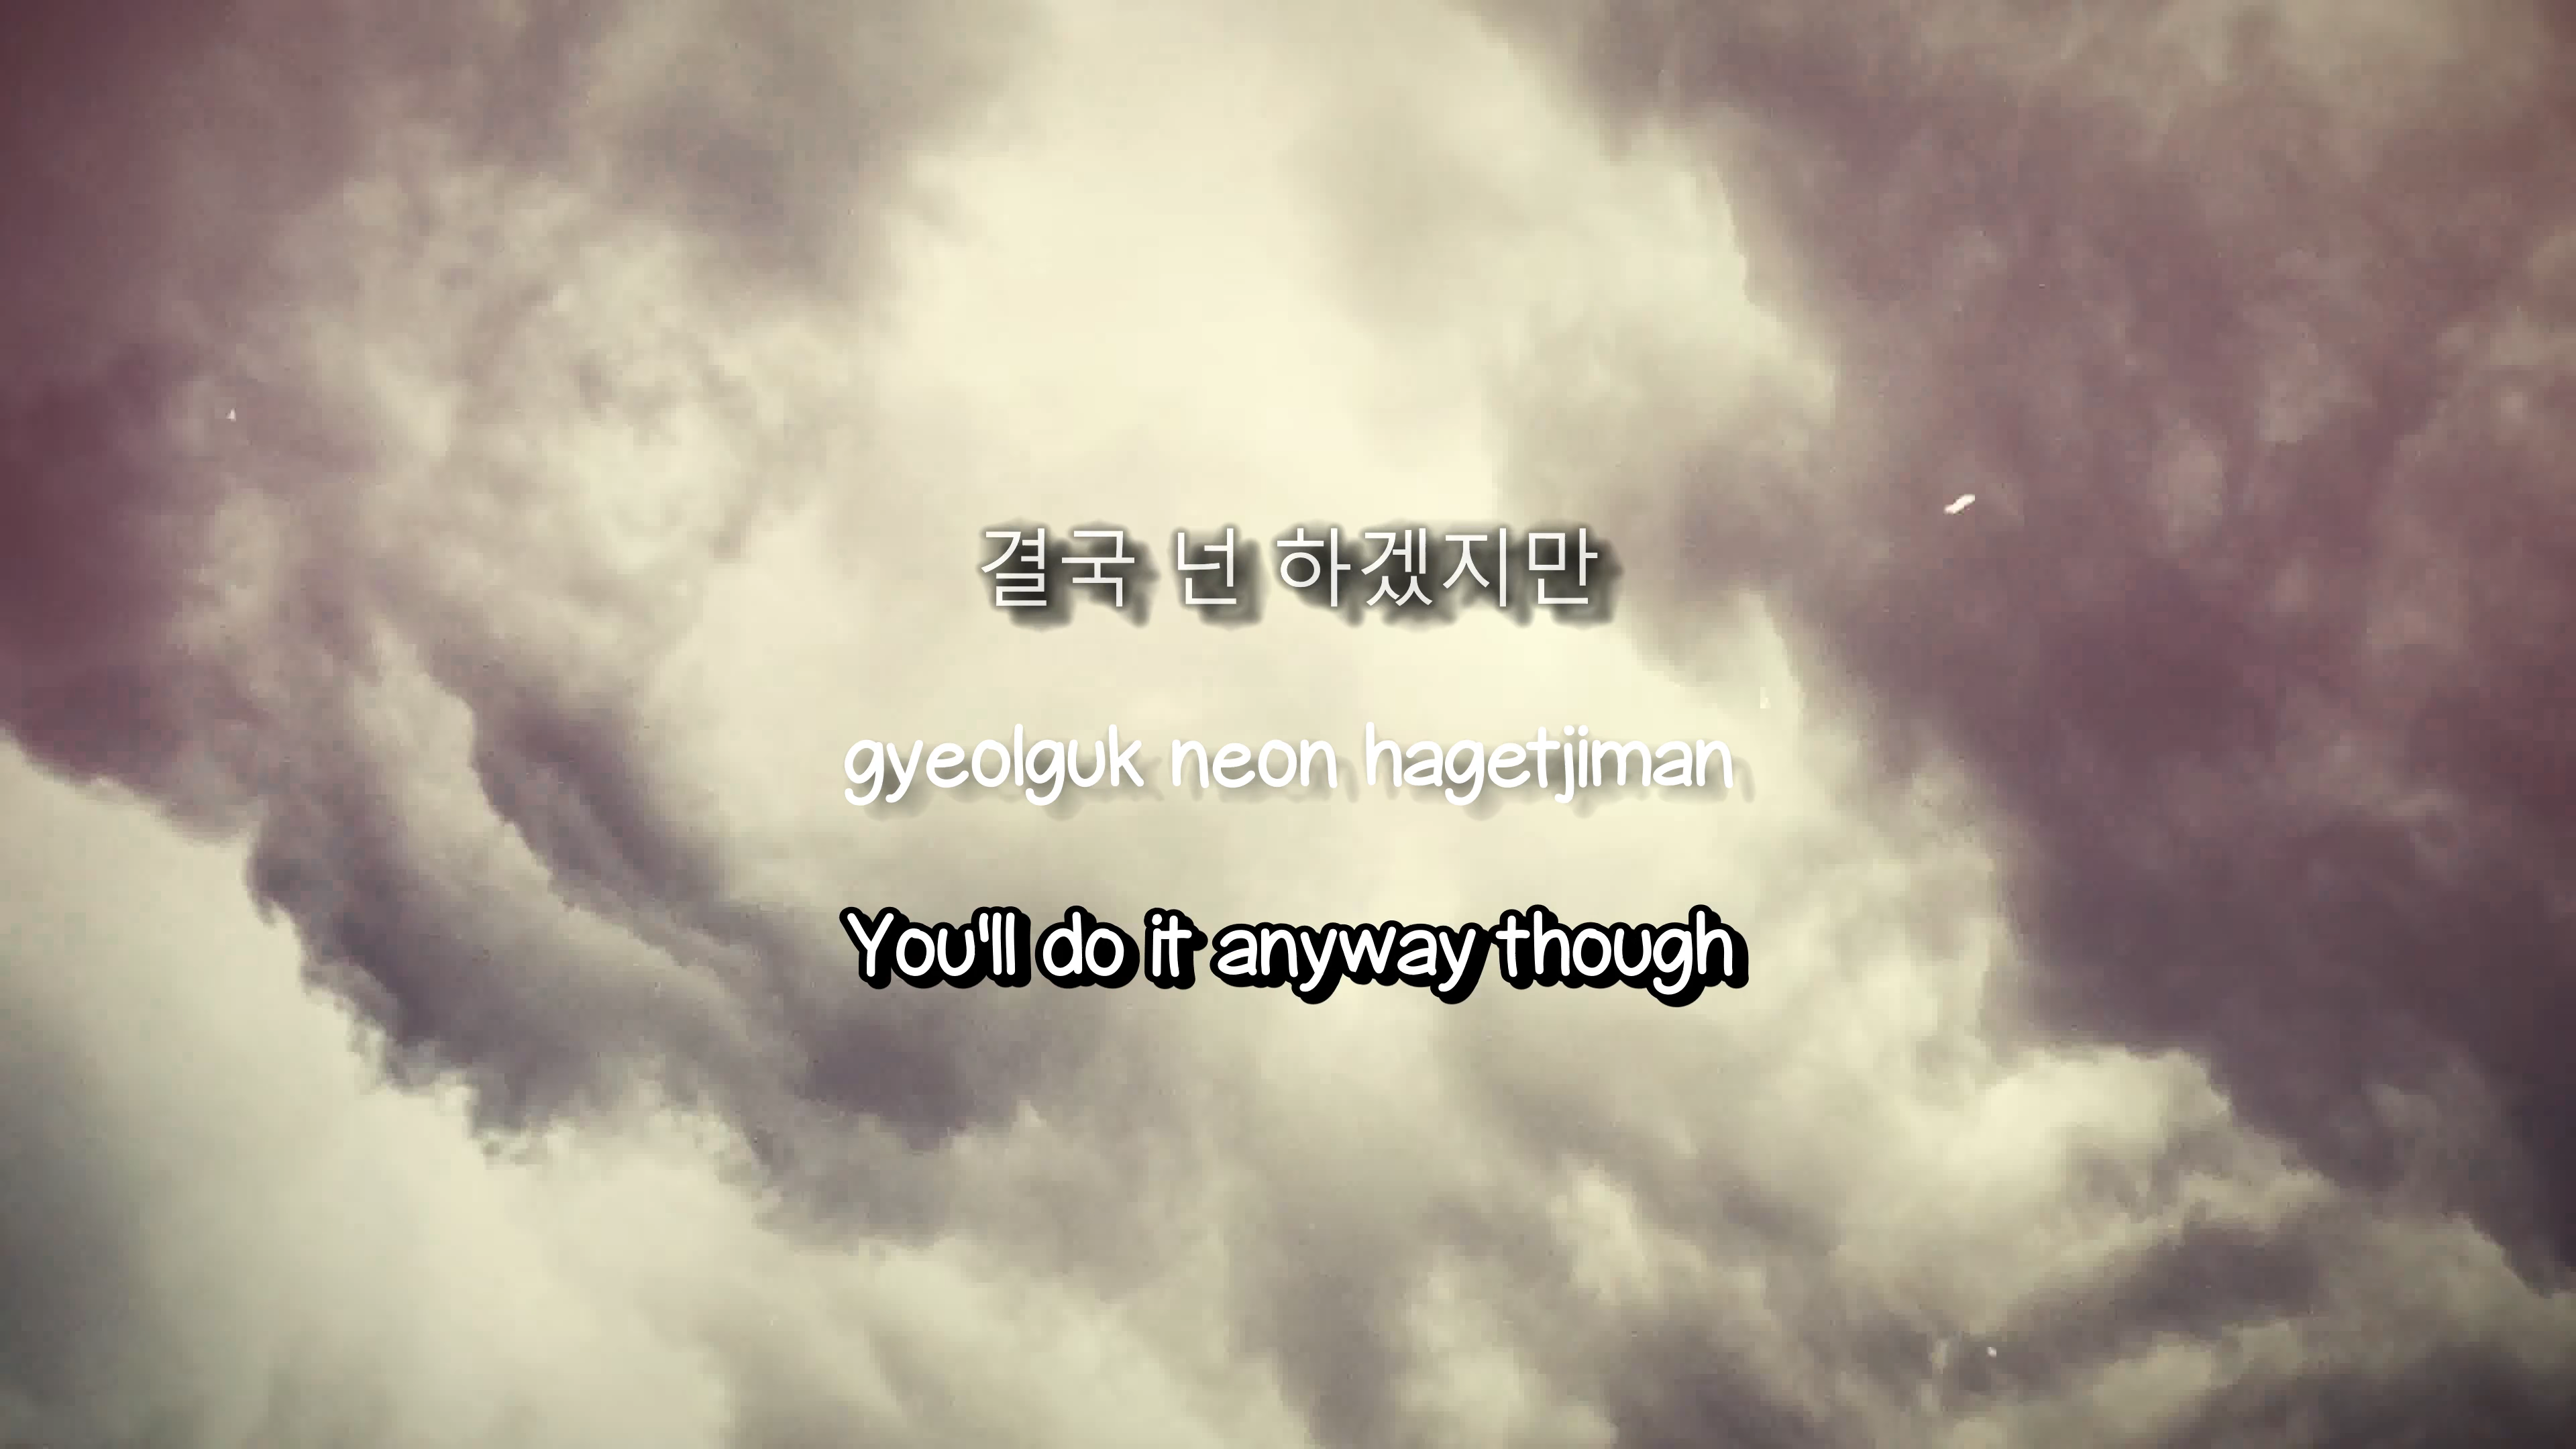 결국 넌 하겠지만
gyeolguk neon hagetjiman
You'll do it anyway though